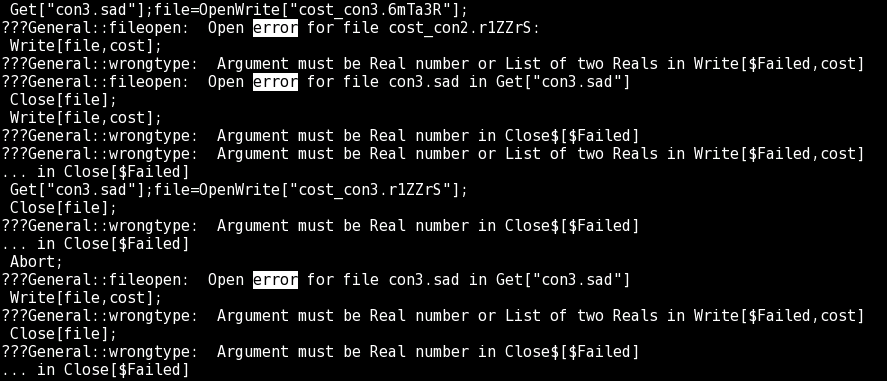 Get["con3.sad"];file=OpenWrite["cost_con3.6mTa3R"];
???General::fileopen:  Open error for file cost_con2.r1ZZrS:
Write[file,cost];
???General::wrongtype:  Argument must be Real number or List of two Reals in Write[$Failed,cost]
???General::fileopen:  Open error for file con3.sad in Get["con3.sad"]
Close[file];
Write[file,cost];
???General::wrongtype:  Argument must be Real number in Close$[$Failed]
???General::wrongtype:  Argument must be Real number or List of two Reals in Write[$Failed,cost]
... in Close[$Failed]
Get["con3.sad"];file=OpenWrite["cost_con3.r1ZZrS"];
Close[file];
???General::wrongtype:  Argument must be Real number in Close$[$Failed]
... in Close[$Failed]
Abort;
???General::fileopen:  Open error for file con3.sad in Get["con3.sad"]
Write[file,cost];
???General::wrongtype:  Argument must be Real number or List of two Reals in Write[$Failed,cost]
Close[file];
???General::wrongtype:  Argument must be Real number in Close$[$Failed]
... in Close[$Failed]